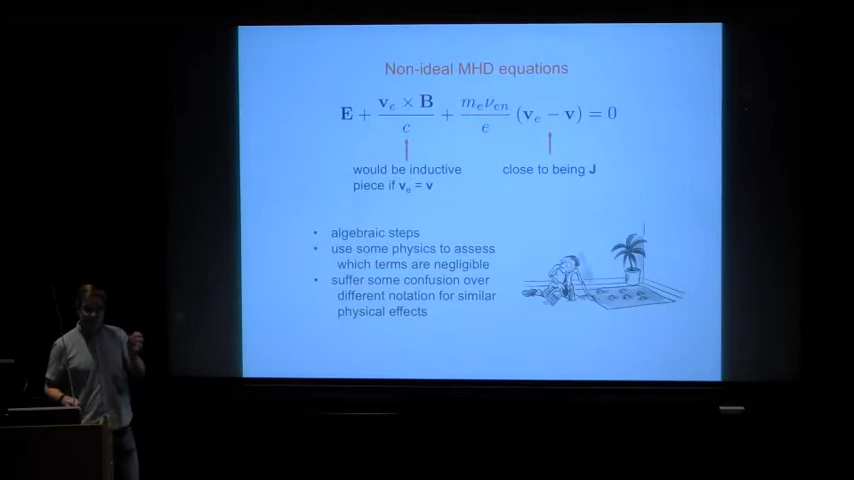 Non-ideal MHD equations
E + v_e × B / c + m_e ν_en / e (v_e − v) = 0
would be inductive
piece if v_e = v
close to being J
• algebraic steps
• use some physics to assess
which terms are negligible
• suffer some confusion over
different notation for similar
physical effects